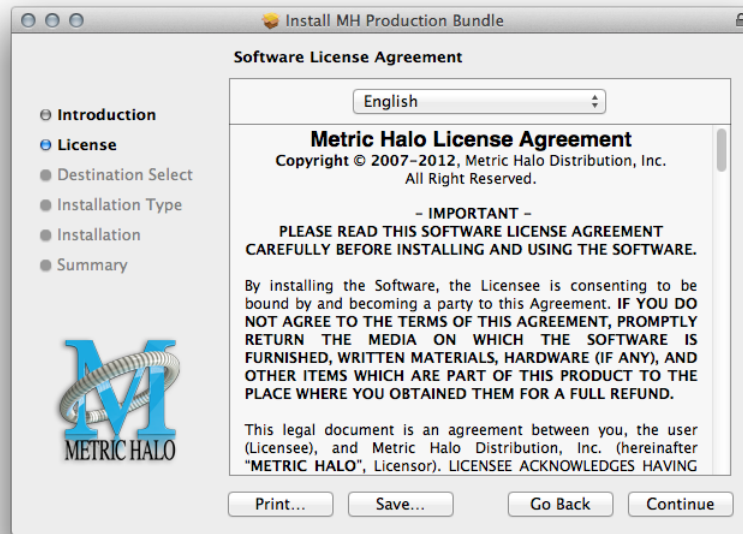 Install MH Production Bundle
Software License Agreement
English
Introduction
License
Destination Select
Installation Type
Installation
Summary
METRIC HALO
Metric Halo License Agreement
Copyright © 2007–2012, Metric Halo Distribution, Inc.
All Right Reserved.
– IMPORTANT –
PLEASE READ THIS SOFTWARE LICENSE AGREEMENT
CAREFULLY BEFORE INSTALLING AND USING THE SOFTWARE.
By installing the Software, the Licensee is consenting to be
bound by and becoming a party to this Agreement. IF YOU DO
NOT AGREE TO THE TERMS OF THIS AGREEMENT, PROMPTLY
RETURN THE MEDIA ON WHICH THE SOFTWARE IS
FURNISHED, WRITTEN MATERIALS, HARDWARE (IF ANY), AND
OTHER ITEMS WHICH ARE PART OF THIS PRODUCT TO THE
PLACE WHERE YOU OBTAINED THEM FOR A FULL REFUND.
This legal document is an agreement between you, the user
(Licensee), and Metric Halo Distribution, Inc. (hereinafter
"METRIC HALO", Licensor). LICENSEE ACKNOWLEDGES HAVING
Print...
Save...
Go Back
Continue